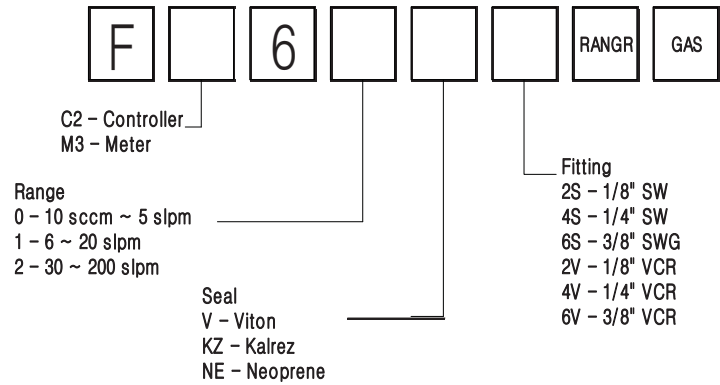 F 6 RANGR GAS
C2 – Controller
M3 – Meter
Range
0 – 10 sccm ~ 5 slpm
1 – 6 ~ 20 slpm
2 – 30 ~ 200 slpm
Seal
V – Viton
KZ – Kalrez
NE – Neoprene
Fitting
2S – 1/8" SW
4S – 1/4" SW
6S – 3/8" SWG
2V – 1/8" VCR
4V – 1/4" VCR
6V – 3/8" VCR